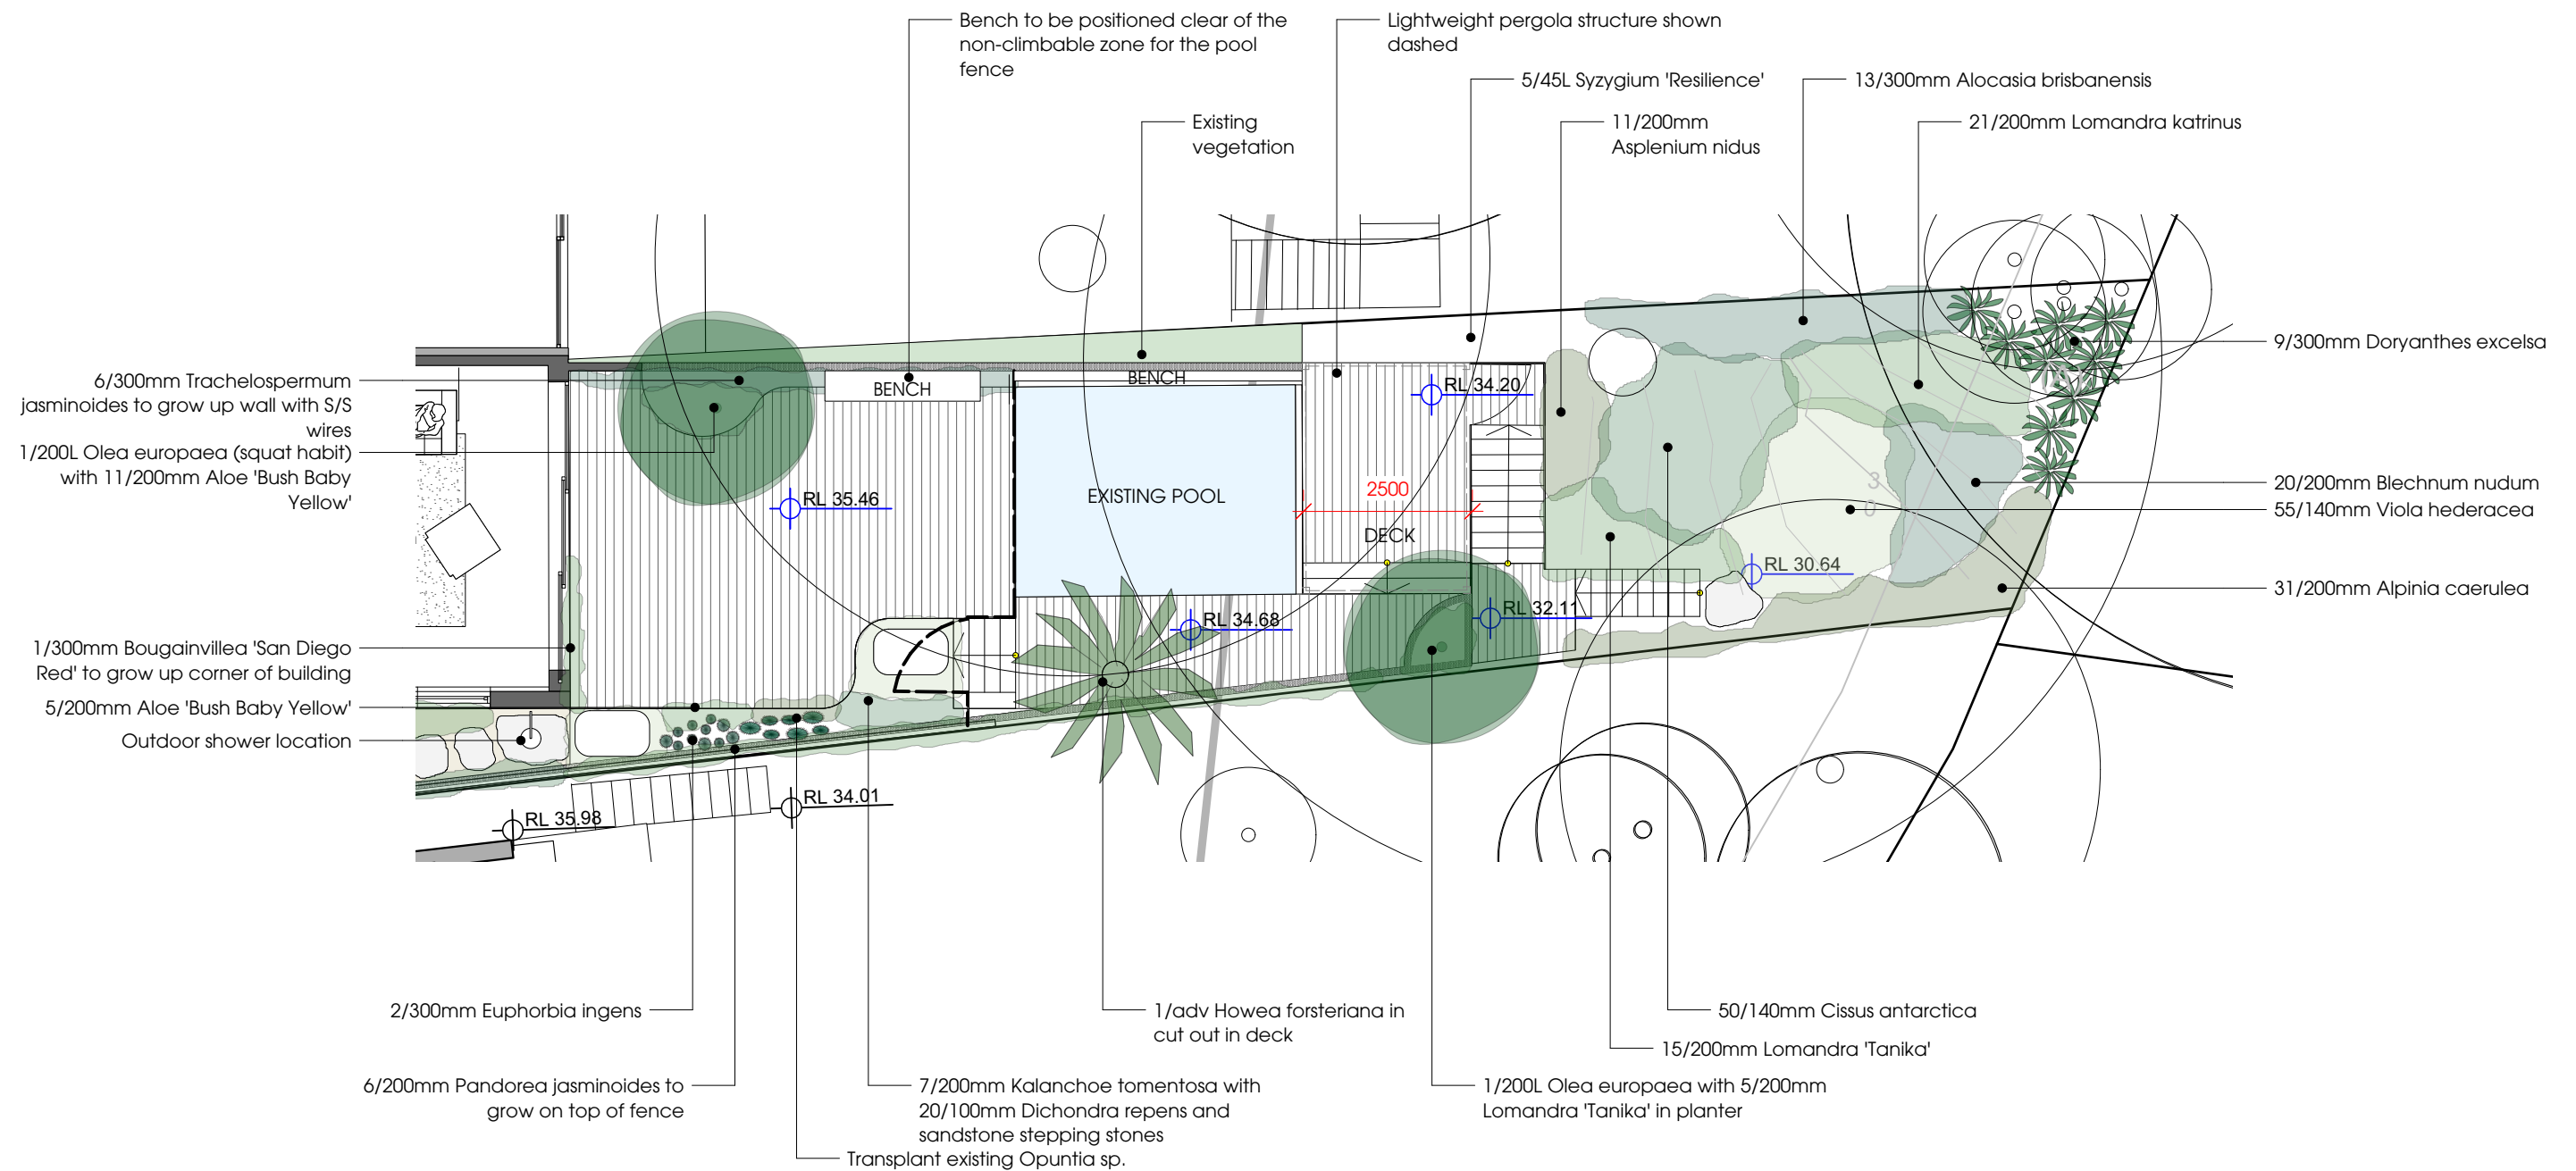 Bench to be positioned clear of the
non-climbable zone for the pool
fence
Lightweight pergola structure shown
dashed
5/45L Syzygium 'Resilience'
13/300mm Alocasia brisbanensis
Existing
vegetation
11/200mm
Asplenium nidus
21/200mm Lomandra katrinus
9/300mm Doryanthes excelsa
6/300mm Trachelospermum
jasminoides to grow up wall with S/S
wires
1/200L Olea europaea (squat habit)
with 11/200mm Aloe 'Bush Baby
Yellow'
BENCH
BENCH
RL 34.20
RL 35.46
EXISTING POOL
2500
DECK
3
0
20/200mm Blechnum nudum
55/140mm Viola hederacea
RL 30.64
31/200mm Alpinia caerulea
RL 34.68
RL 32.11
1/300mm Bougainvillea 'San Diego
Red' to grow up corner of building
5/200mm Aloe 'Bush Baby Yellow'
Outdoor shower location
RL 34.01
RL 35.98
2/300mm Euphorbia ingens
1/adv Howea forsteriana in
cut out in deck
50/140mm Cissus antarctica
15/200mm Lomandra 'Tanika'
6/200mm Pandorea jasminoides to
grow on top of fence
7/200mm Kalanchoe tomentosa with
20/100mm Dichondra repens and
sandstone stepping stones
1/200L Olea europaea with 5/200mm
Lomandra 'Tanika' in planter
Transplant existing Opuntia sp.